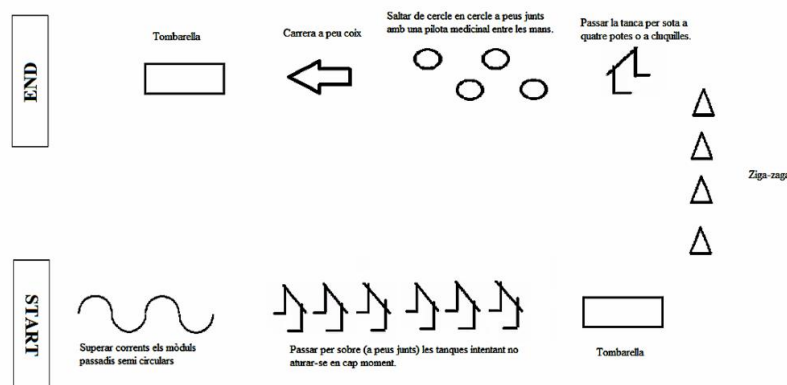 Tombarella
Carrera a peu coix
Saltar de cercle en cercle a peus junts
amb una pilota medicinal entre les mans.
Passar la tanca per sota a
quatre potes o a cluquilles.
END
Ziga-zaga
START
Superar corrents els mòduls
passadis semi circulars
Passar per sobre (a peus junts) les tanques intentant no
aturar-se en cap moment.
Tombarella